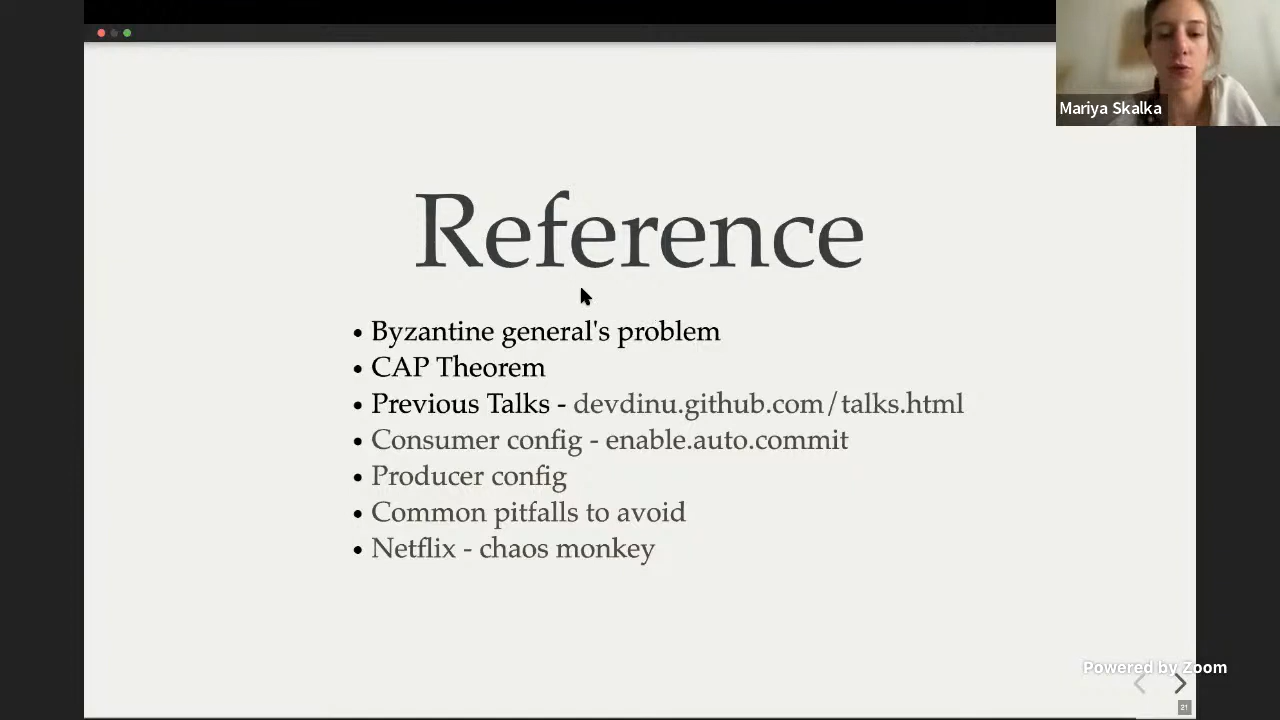 Mariya Skalka
Reference
• Byzantine general's problem
• CAP Theorem
• Previous Talks - devdinu.github.com/talks.html
• Consumer config - enable.auto.commit
• Producer config
• Common pitfalls to avoid
• Netflix - chaos monkey
Powered by Zoom
21